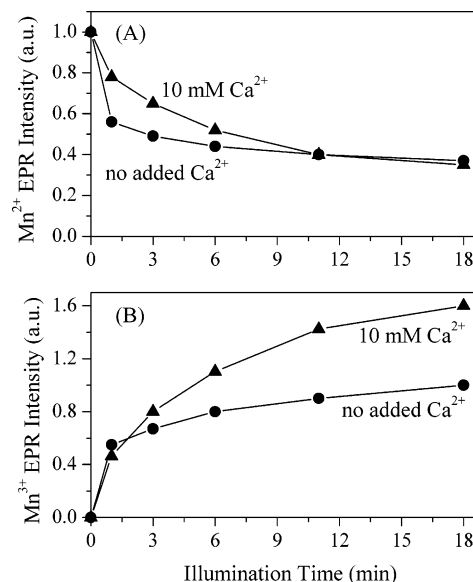 (A)
10 mM Ca²⁺
no added Ca²⁺
Mn²⁺ EPR Intensity (a.u.)
1.0
0.8
0.6
0.4
0.2
0.0
0 3 6 9 12 15 18
(B)
10 mM Ca²⁺
no added Ca²⁺
Mn³⁺ EPR Intensity (a.u.)
1.6
1.2
0.8
0.4
0.0
0 3 6 9 12 15 18
Illumination Time (min)